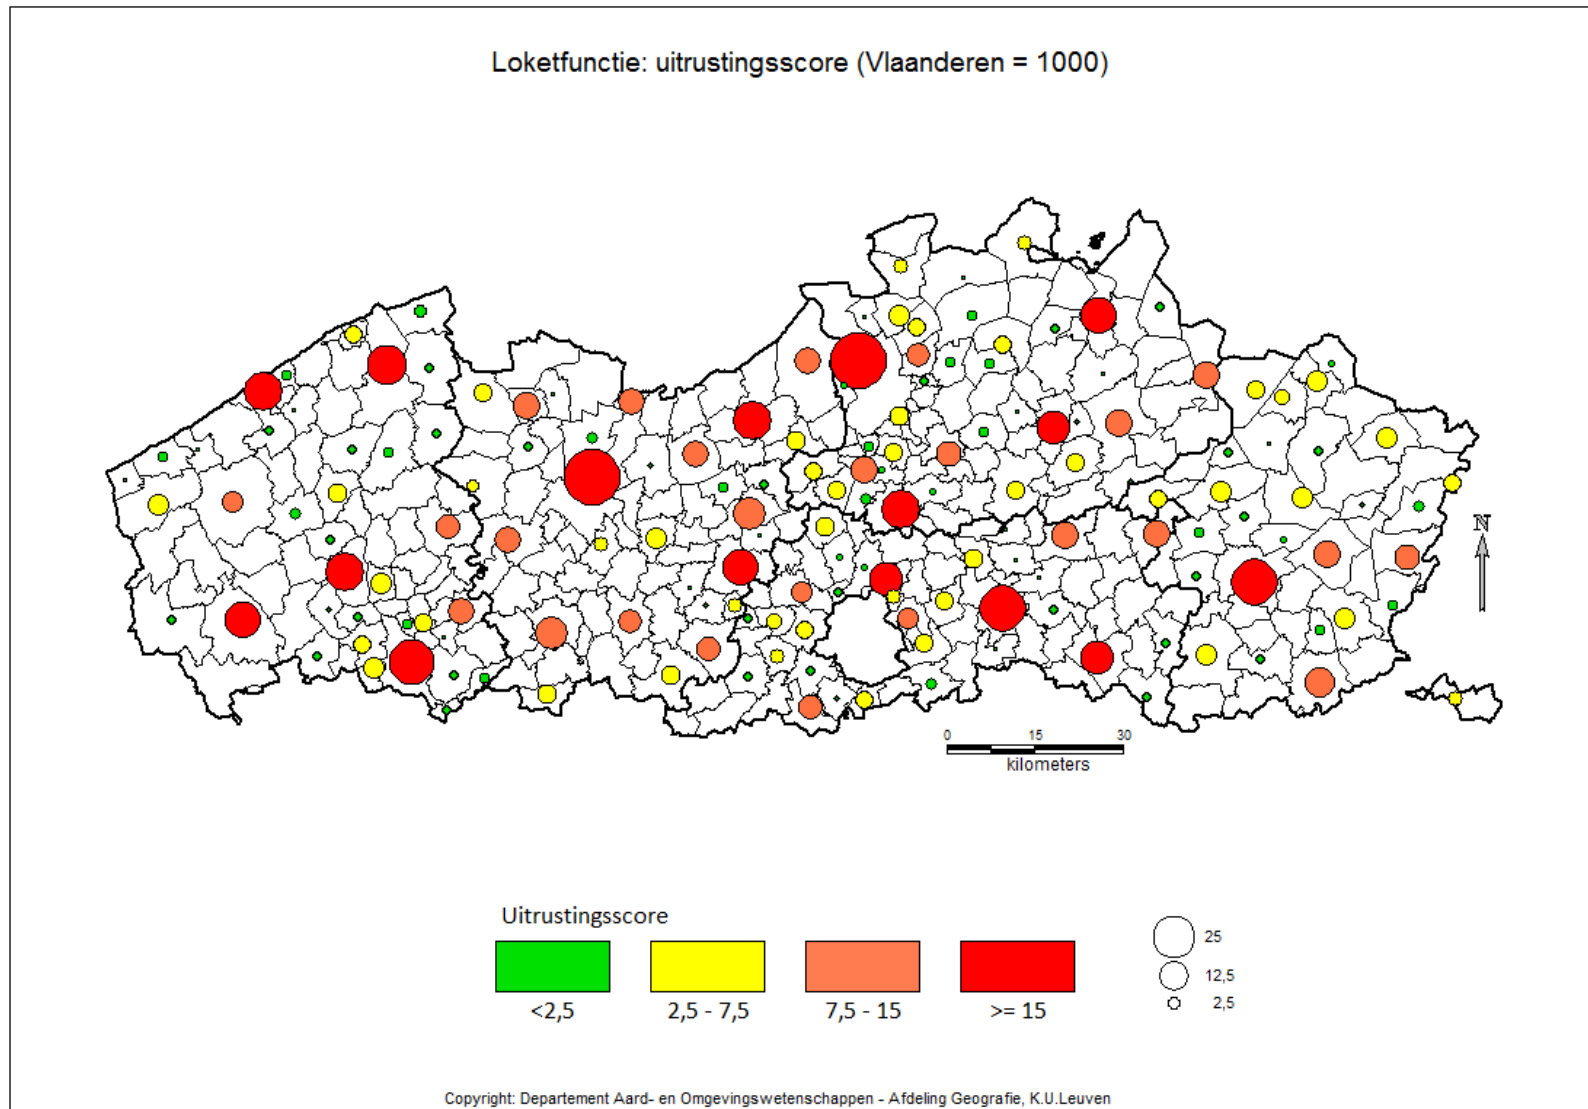 Loketfunctie: uitrustingsscore (Vlaanderen = 1000)
N
0 15 30
kilometers
Uitrustingsscore
<2,5 2,5 - 7,5 7,5 - 15 >= 15
25
12,5
2,5
Copyright: Departement Aard- en Omgevingswetenschappen - Afdeling Geografie, K.U.Leuven